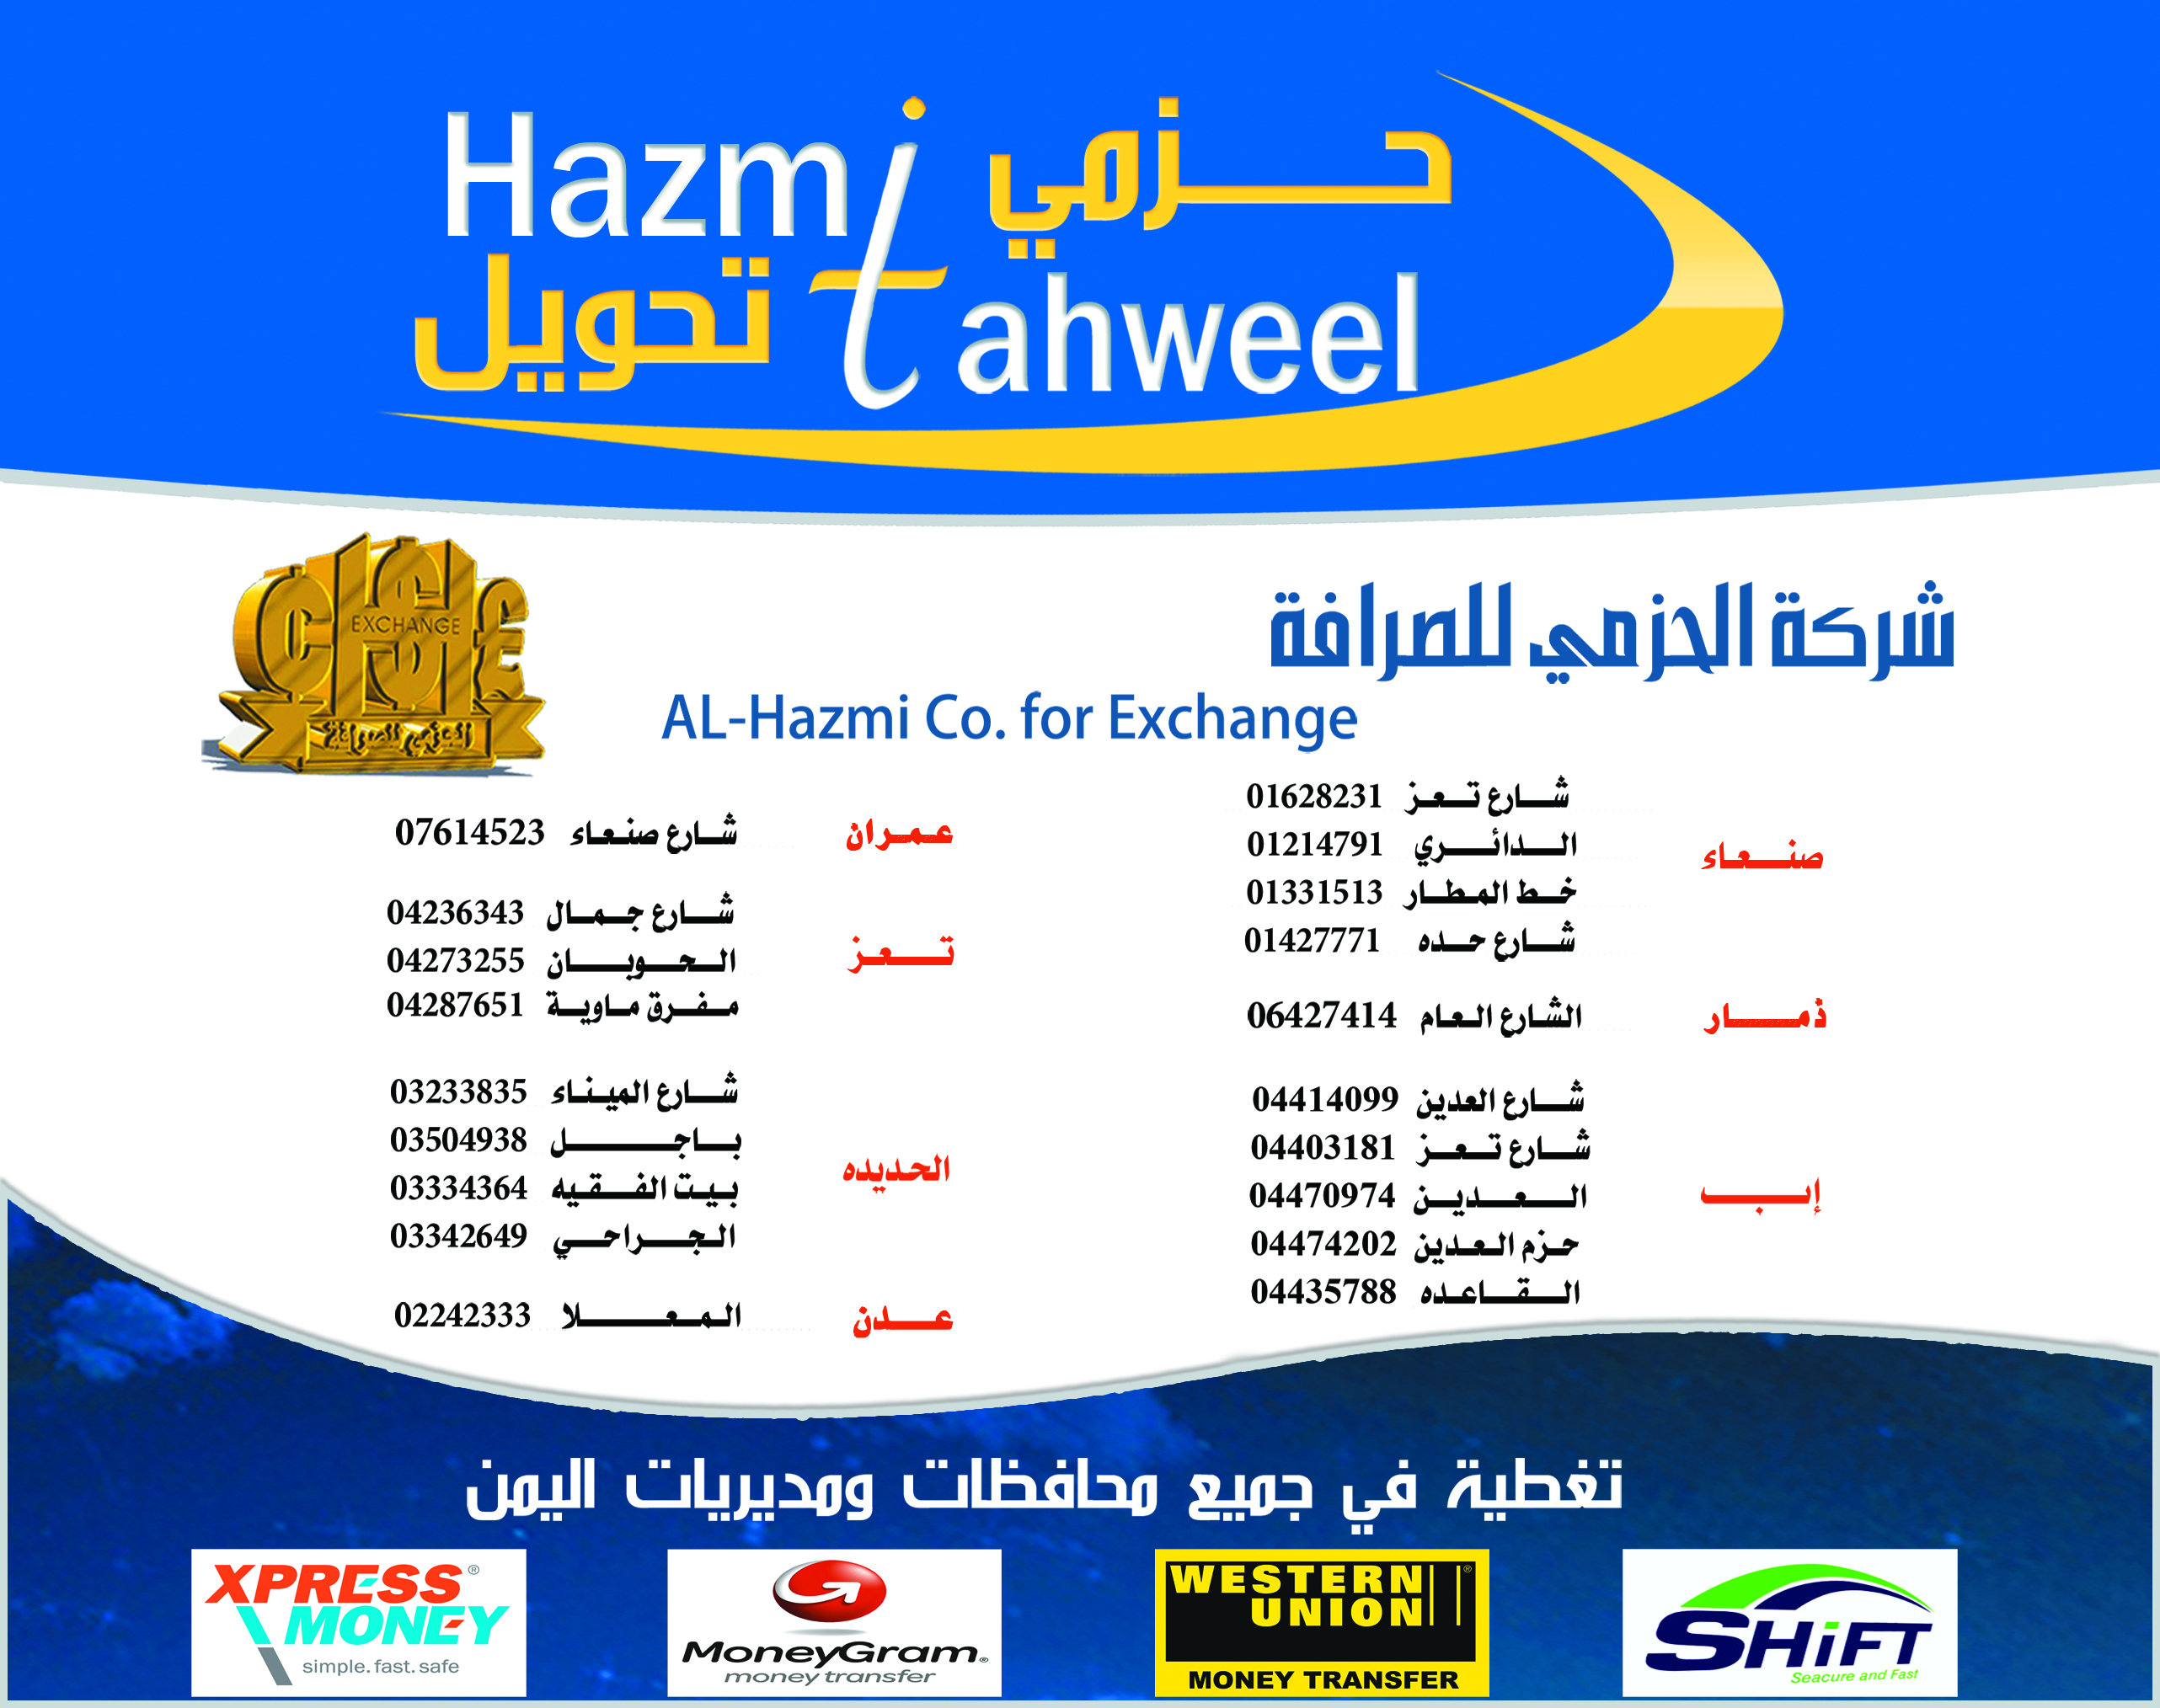 Hazmi حزمي
تحويل tahweel
EXCHANGE
الحزمي للصرافة
شركة الحزمي للصرافة
AL-Hazmi Co. for Exchange
صنعاء
شارع تعز 01628231
الدائري 01214791
خط المطار 01331513
شارع حده 01427771
ذمار
الشارع العام 06427414
إب
شارع العدين 04414099
شارع تعز 04403181
العدين 04470974
حزم العدين 04474202
القاعده 04435788
عمران
شارع صنعاء 07614523
تعز
شارع جمال 04236343
الحوبان 04273255
مفرق ماوية 04287651
الحديده
شارع الميناء 03233835
باجل 03504938
بيت الفقيه 03334364
الجراحي 03342649
عدن
المعلا 02242333
تغطية في جميع محافظات ومديريات اليمن
XPRESS®
MONEY
simple. fast. safe
MoneyGram®
money transfer
WESTERN
UNION
®
MONEY TRANSFER
SHiFT
Seacure and Fast